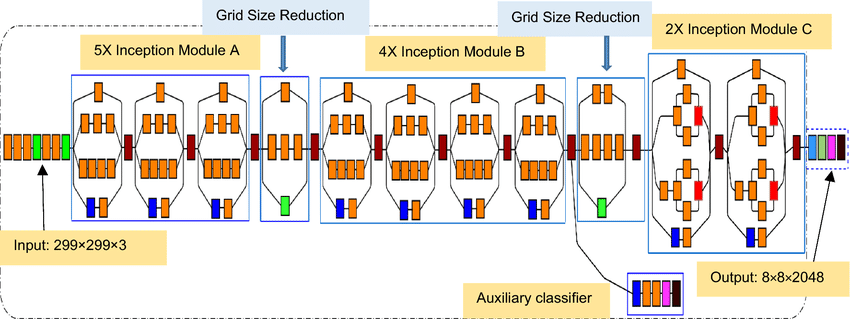 Grid Size Reduction
Grid Size Reduction
5X Inception Module A
4X Inception Module B
2X Inception Module C
Input: 299×299×3
Output: 8×8×2048
Auxiliary classifier